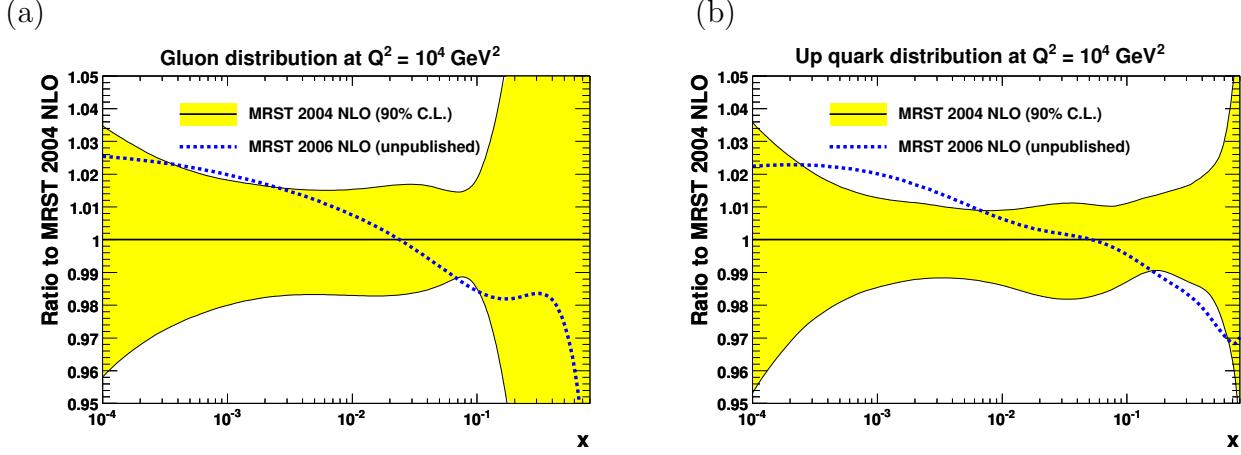 (a)
Gluon distribution at Q² = 10⁴ GeV²
Ratio to MRST 2004 NLO
1.05
1.04
1.03
1.02
1.01
1
0.99
0.98
0.97
0.96
0.95
MRST 2004 NLO (90% C.L.)
MRST 2006 NLO (unpublished)
10⁻⁴
10⁻³
10⁻²
10⁻¹
x
(b)
Up quark distribution at Q² = 10⁴ GeV²
Ratio to MRST 2004 NLO
1.05
1.04
1.03
1.02
1.01
1
0.99
0.98
0.97
0.96
0.95
MRST 2004 NLO (90% C.L.)
MRST 2006 NLO (unpublished)
10⁻⁴
10⁻³
10⁻²
10⁻¹
x